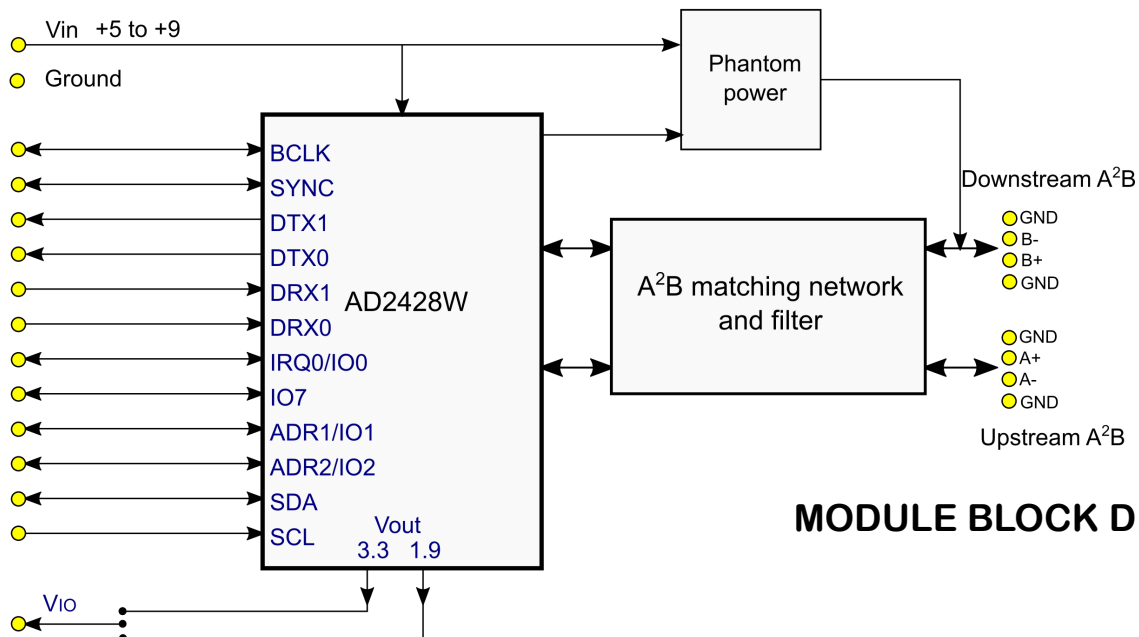 Vin +5 to +9
Ground
Phantom
power
BCLK
SYNC
DTX1
DTX0
DRX1
DRX0
IRQ0/IO0
IO7
ADR1/IO1
ADR2/IO2
SDA
SCL
AD2428W
Vout
3.3 1.9
VIO
A²B matching network
and filter
Downstream A²B
GND
B-
B+
GND
GND
A+
A-
GND
Upstream A²B
MODULE BLOCK D